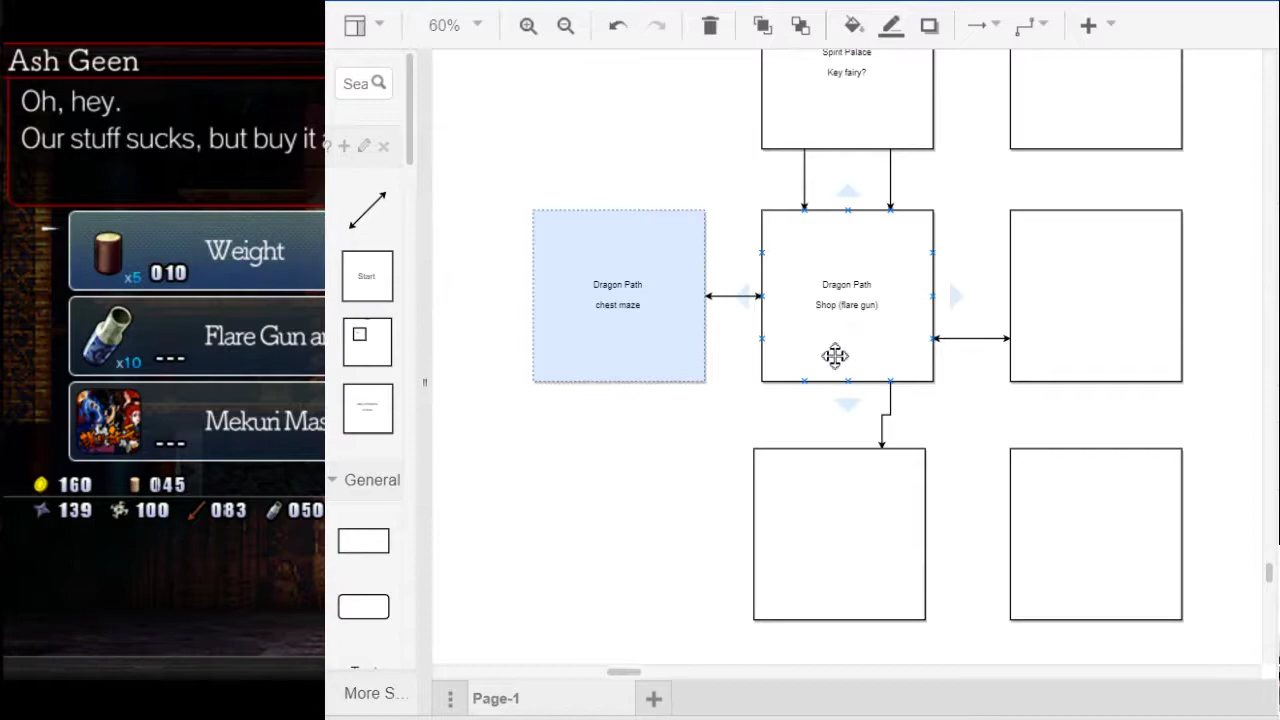 Ash Geen
Oh, hey.
Our stuff sucks, but buy it
Weight
x5 010
Flare Gun
x10 ---
Mekuri Mas
---
160 045
139 100 083 050
60%
Sea
Start
General
More S...
Spirit Palace
Key fairy?
Dragon Path
chest maze
Dragon Path
Shop (flare gun)
Page-1